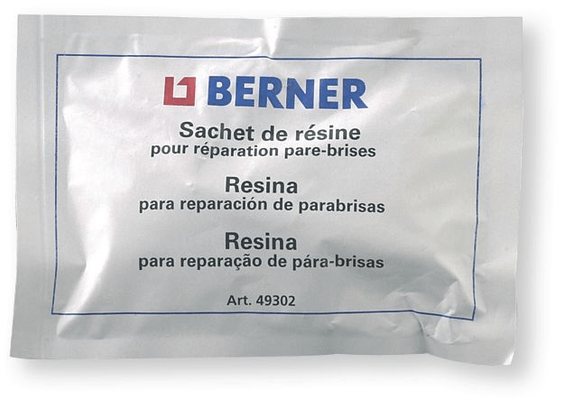 BERNER
Sachet de résine
pour réparation pare-brises
Resina
para reparación de parabrisas
Resina
para reparação de pára-brisas
Art. 49302